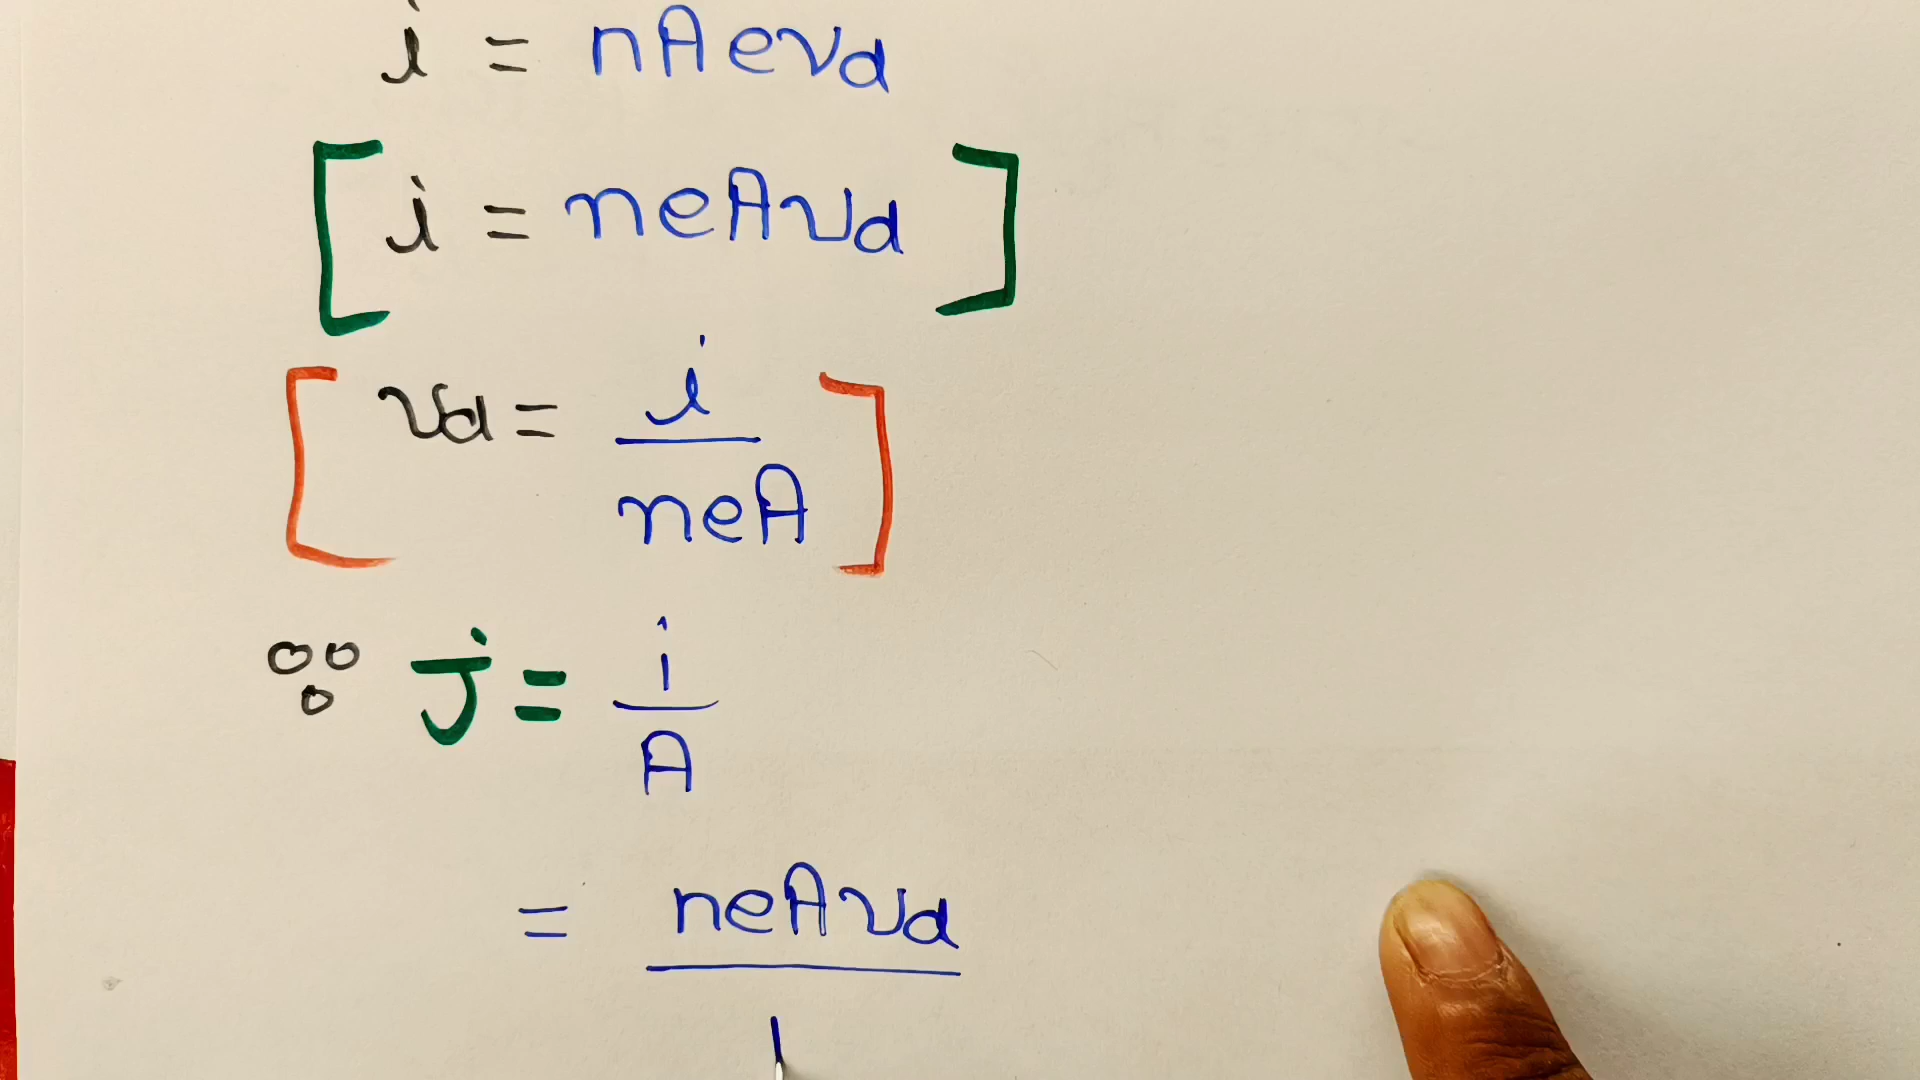 i = nAevd
[i = neAvd]
[vd = i/neA]
∵ j = i/A
= neAvd/